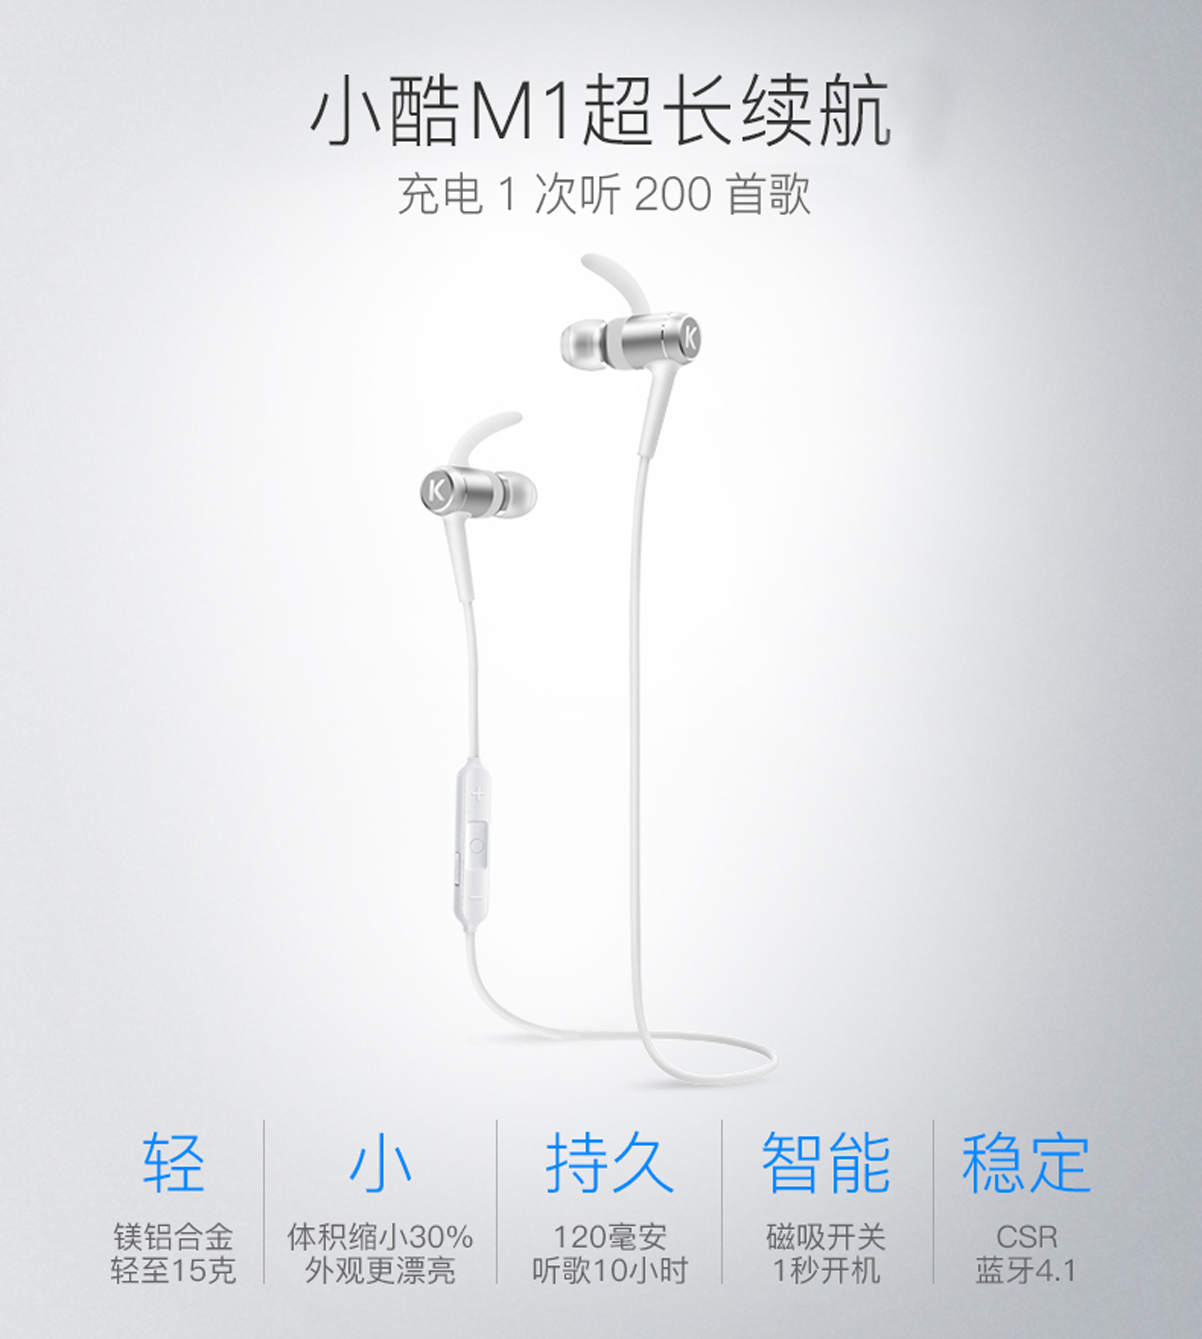 小酷M1超长续航
充电 1 次听 200 首歌
K
K
轻
小
持久
智能
稳定
镁铝合金
轻至15克
体积缩小30%
外观更漂亮
120毫安
听歌10小时
磁吸开关
1秒开机
CSR
蓝牙4.1